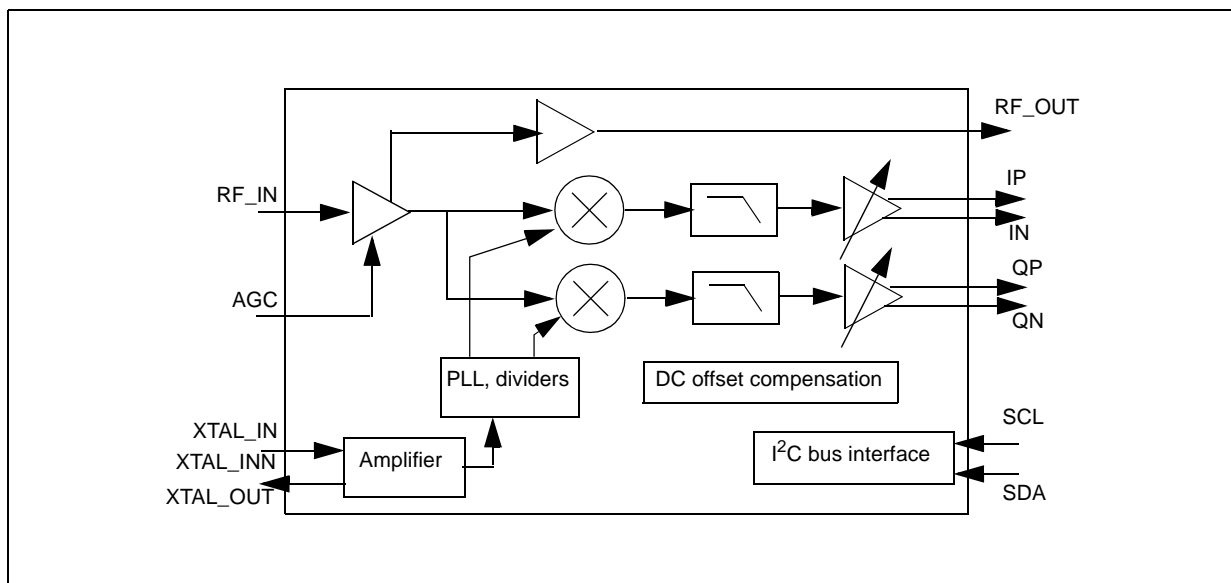 RF_OUT
RF_IN
IP
IN
AGC
QP
QN
PLL, dividers
DC offset compensation
XTAL_IN
XTAL_INN
XTAL_OUT
Amplifier
I²C bus interface
SCL
SDA